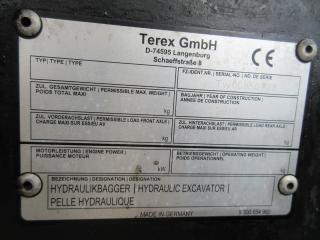 Terex GmbH
D-74595 Langenburg
Schaeffstraße 8
CE
TYP | TYPE | TYPE
FZ-IDENT.NR. | SERIAL NO. | NO. DE SERIE
ZUL. GESAMTGEWICHT | PERMISSIBLE MAX. WEIGHT |
POIDS TOTAL MAXI
kg
BAUJAHR | YEAR OF CONSTRUCTION |
ANNÉE DE CONSTRUCTION
ZUL. VORDERACHSLAST | PERMISSIBLE LOAD FRONT AXLE |
CHARGE MAXI SUR ESSIEU AV
kg
ZUL. HINTERACHSLAST | PERMISSIBLE LOAD REAR AXLE |
CHARGE MAXI SUR ESSIEU AR
kg
MOTORLEISTUNG | ENGINE POWER |
PUISSANCE MOTEUR
kW
BETRIEBSGEWICHT | OPERATING WEIGHT |
POIDS OPERATIONNEL
kg
BEZEICHNUNG | DESIGNATION | DESIGNATION
HYDRAULIKBAGGER | HYDRAULIC EXCAVATOR |
PELLE HYDRAULIQUE
MADE IN GERMANY